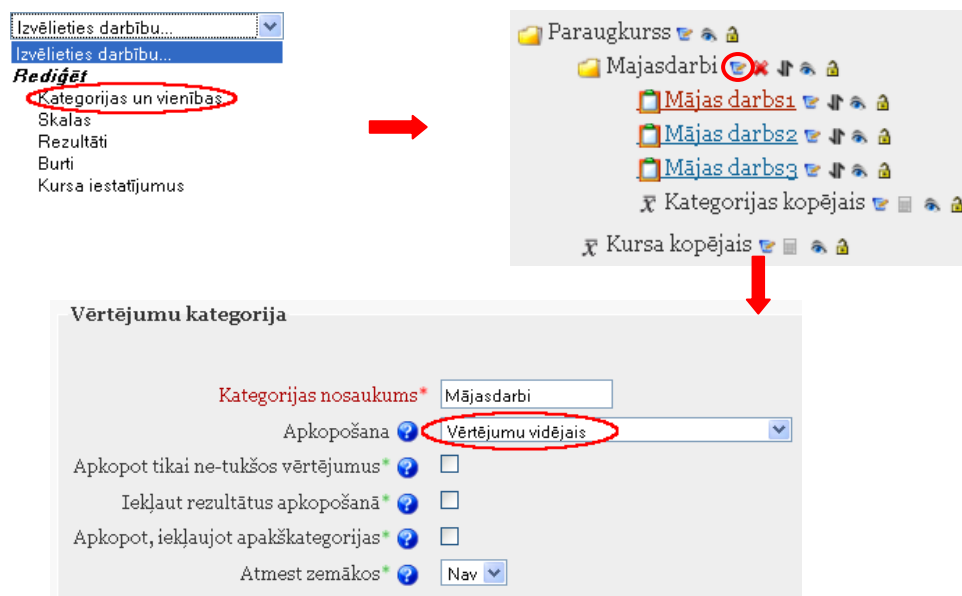 Izvēlieties darbību...
Izvēlieties darbību...
Rediģēt
Kategorijas un vienības
Skalas
Rezultāti
Burti
Kursa iestatījumus
Paraugkurss
Majasdarbi
Mājas darbs1
Mājas darbs2
Mājas darbs3
x̅ Kategorijas kopējais
x̅ Kursa kopējais
Vērtējumu kategorija
Kategorijas nosaukums* Mājasdarbi
Apkopošana ? Vērtējumu vidējais
Apkopot tikai ne-tukšos vērtējumus* ?
Iekļaut rezultātus apkopošanā* ?
Apkopot, iekļaujot apakškategorijas* ?
Atmest zemākos* ? Nav